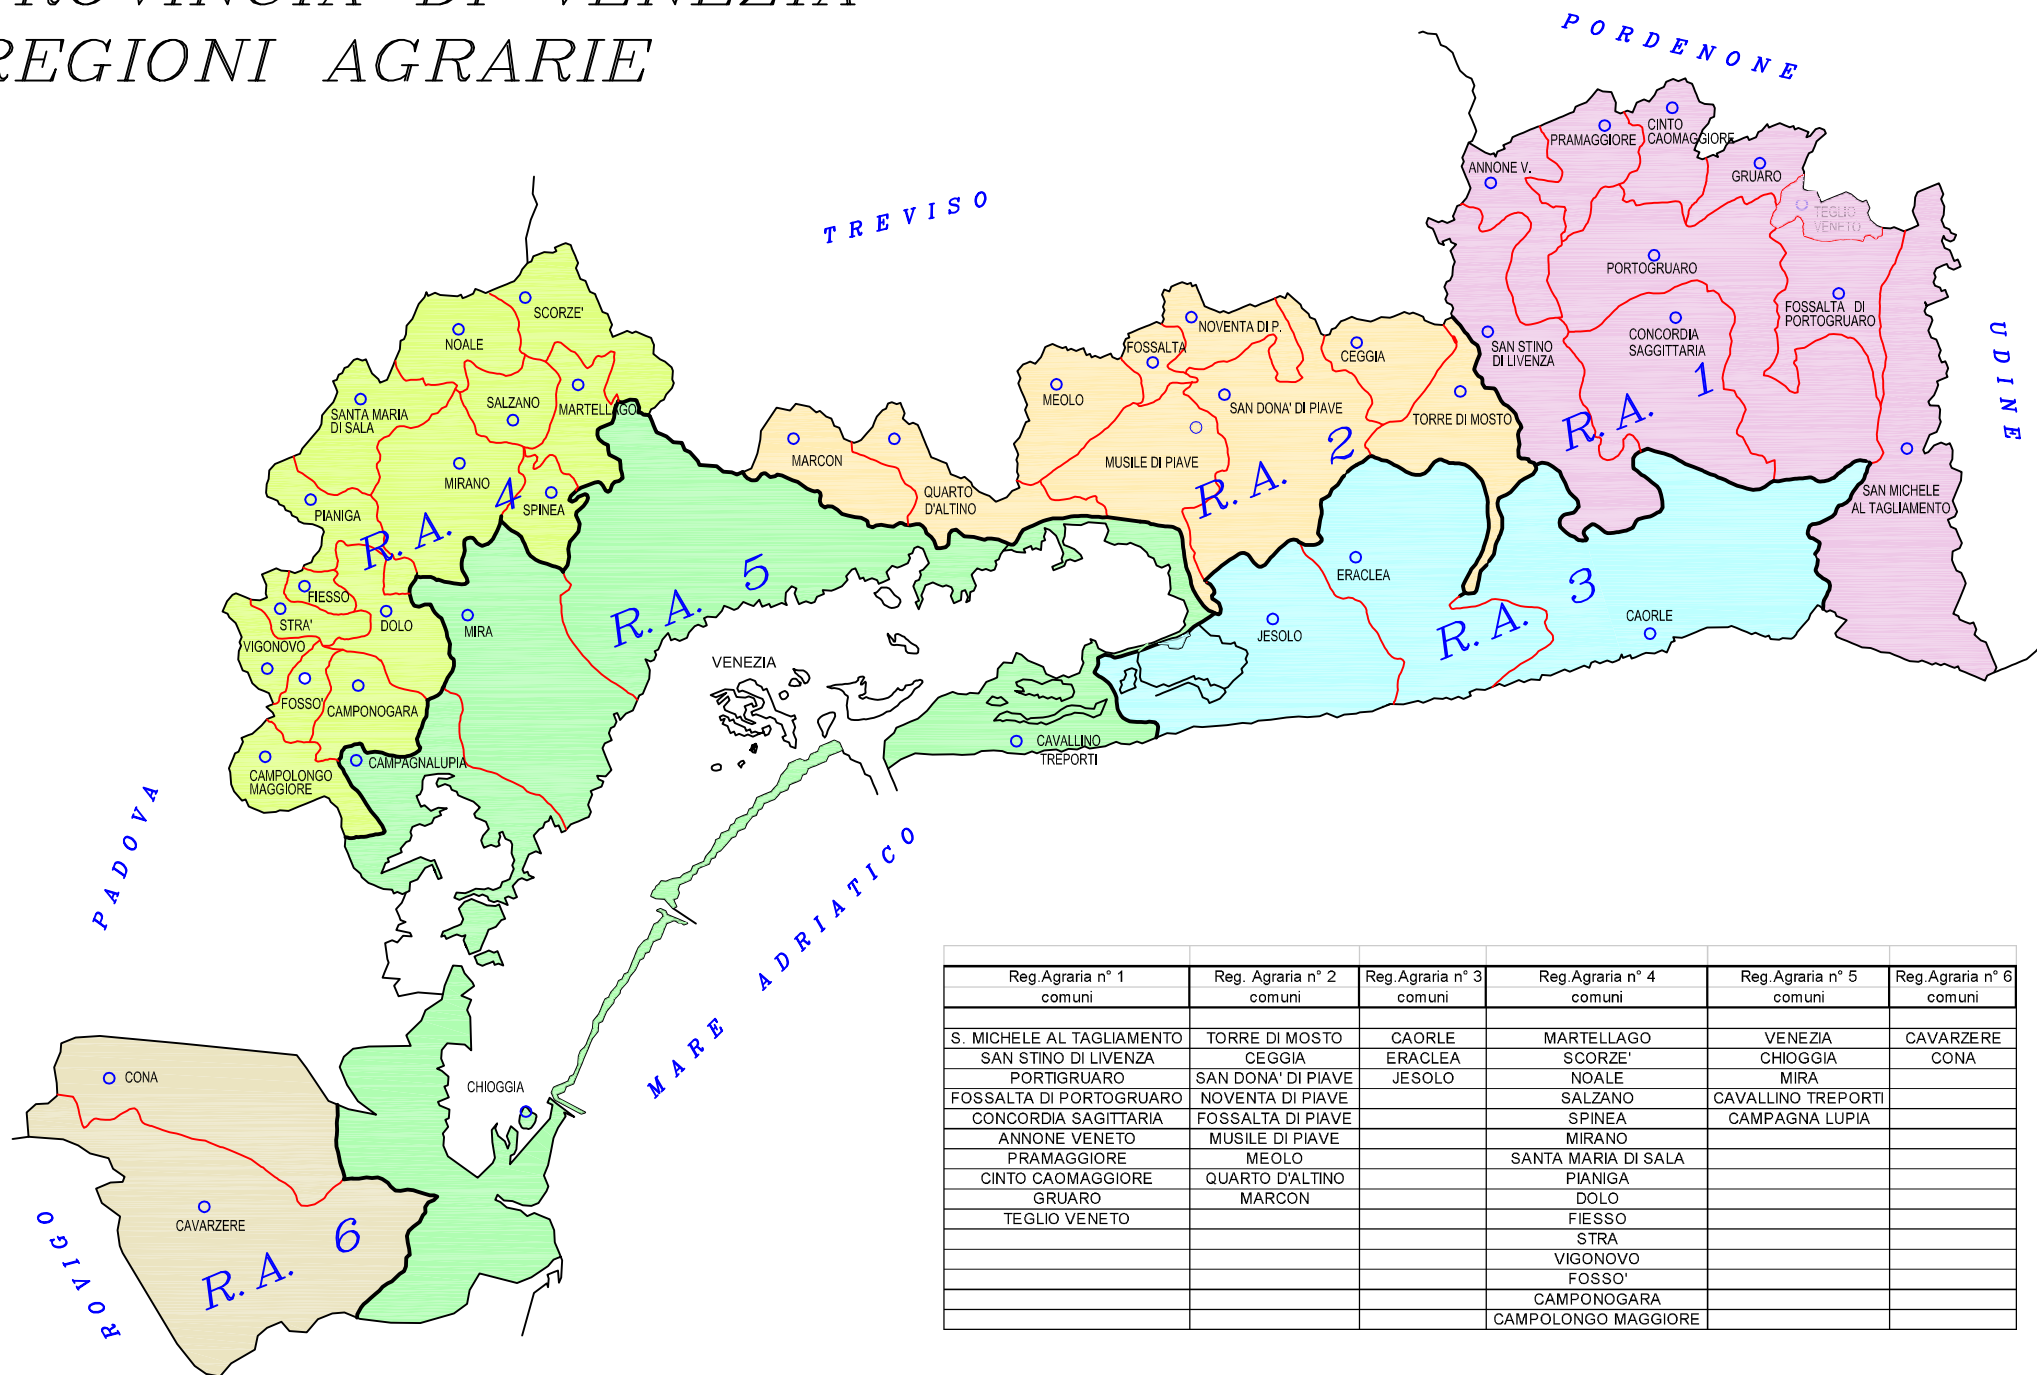 PROVINCIA DI VENEZIA
REGIONI AGRARIE
PORDENONE
TREVISO
UDINE
PADOVA
ROVIGO
MARE ADRIATICO
PRAMAGGIORE
CINTO
CAOMAGGIORE
ANNONE V.
GRUARO
TEGLIO
VENETO
PORTOGRUARO
FOSSALTA DI
PORTOGRUARO
CONCORDIA
SAGGITTARIA
SAN STINO
DI LIVENZA
R. A. 1
SAN MICHELE
AL TAGLIAMENTO
NOVENTA DI P.
FOSSALTA
CEGGIA
MEOLO
SAN DONA' DI PIAVE
TORRE DI MOSTO
MUSILE DI PIAVE
MARCON
QUARTO
D'ALTINO
R. A. 2
ERACLEA
JESOLO
CAORLE
R. A. 3
SCORZE'
NOALE
SALZANO
MARTELLAGO
SANTA MARIA
DI SALA
MIRANO
SPINEA
PIANIGA
R. A. 4
FIESSO
STRA'
DOLO
VIGONOVO
FOSSO'
CAMPONOGARA
CAMPOLONGO
MAGGIORE
MIRA
R. A. 5
VENEZIA
CAVALLINO
TREPORTI
CAMPAGNALUPIA
CHIOGGIA
CONA
CAVARZERE
R. A. 6
Reg.Agraria n° 1 Reg. Agraria n° 2 Reg.Agraria n° 3 Reg.Agraria n° 4 Reg.Agraria n° 5 Reg.Agraria n° 6
comuni comuni comuni comuni comuni comuni
S. MICHELE AL TAGLIAMENTO TORRE DI MOSTO CAORLE MARTELLAGO VENEZIA CAVARZERE
SAN STINO DI LIVENZA CEGGIA ERACLEA SCORZE' CHIOGGIA CONA
PORTIGRUARO SAN DONA' DI PIAVE JESOLO NOALE MIRA
FOSSALTA DI PORTOGRUARO NOVENTA DI PIAVE SALZANO CAVALLINO TREPORTI
CONCORDIA SAGITTARIA FOSSALTA DI PIAVE SPINEA CAMPAGNA LUPIA
ANNONE VENETO MUSILE DI PIAVE MIRANO
PRAMAGGIORE MEOLO SANTA MARIA DI SALA
CINTO CAOMAGGIORE QUARTO D'ALTINO PIANIGA
GRUARO MARCON DOLO
TEGLIO VENETO FIESSO
STRA
VIGONOVO
FOSSO'
CAMPONOGARA
CAMPOLONGO MAGGIORE